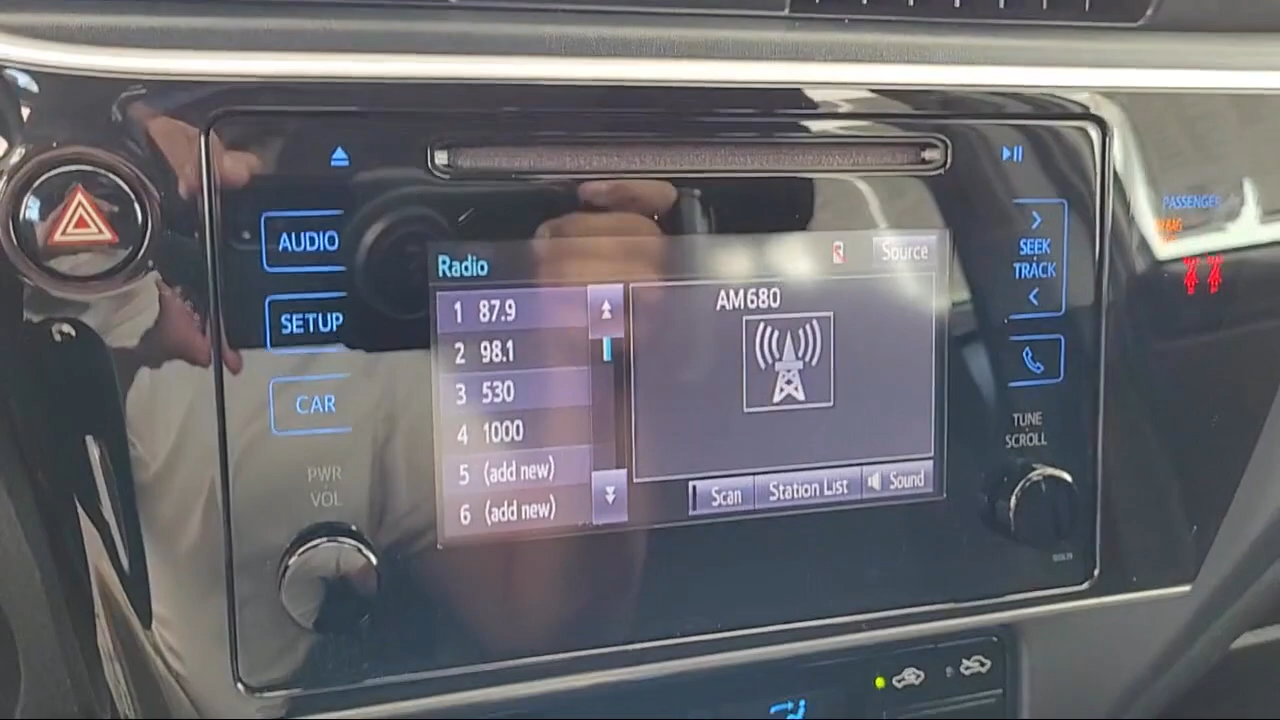 AUDIO
SETUP
CAR
PWR
VOL
Radio
Source
1 87.9
2 98.1
3 530
4 1000
5 (add new)
6 (add new)
AM680
Scan
Station List
Sound
SEEK
TRACK
TUNE
SCROLL
PASSENGER